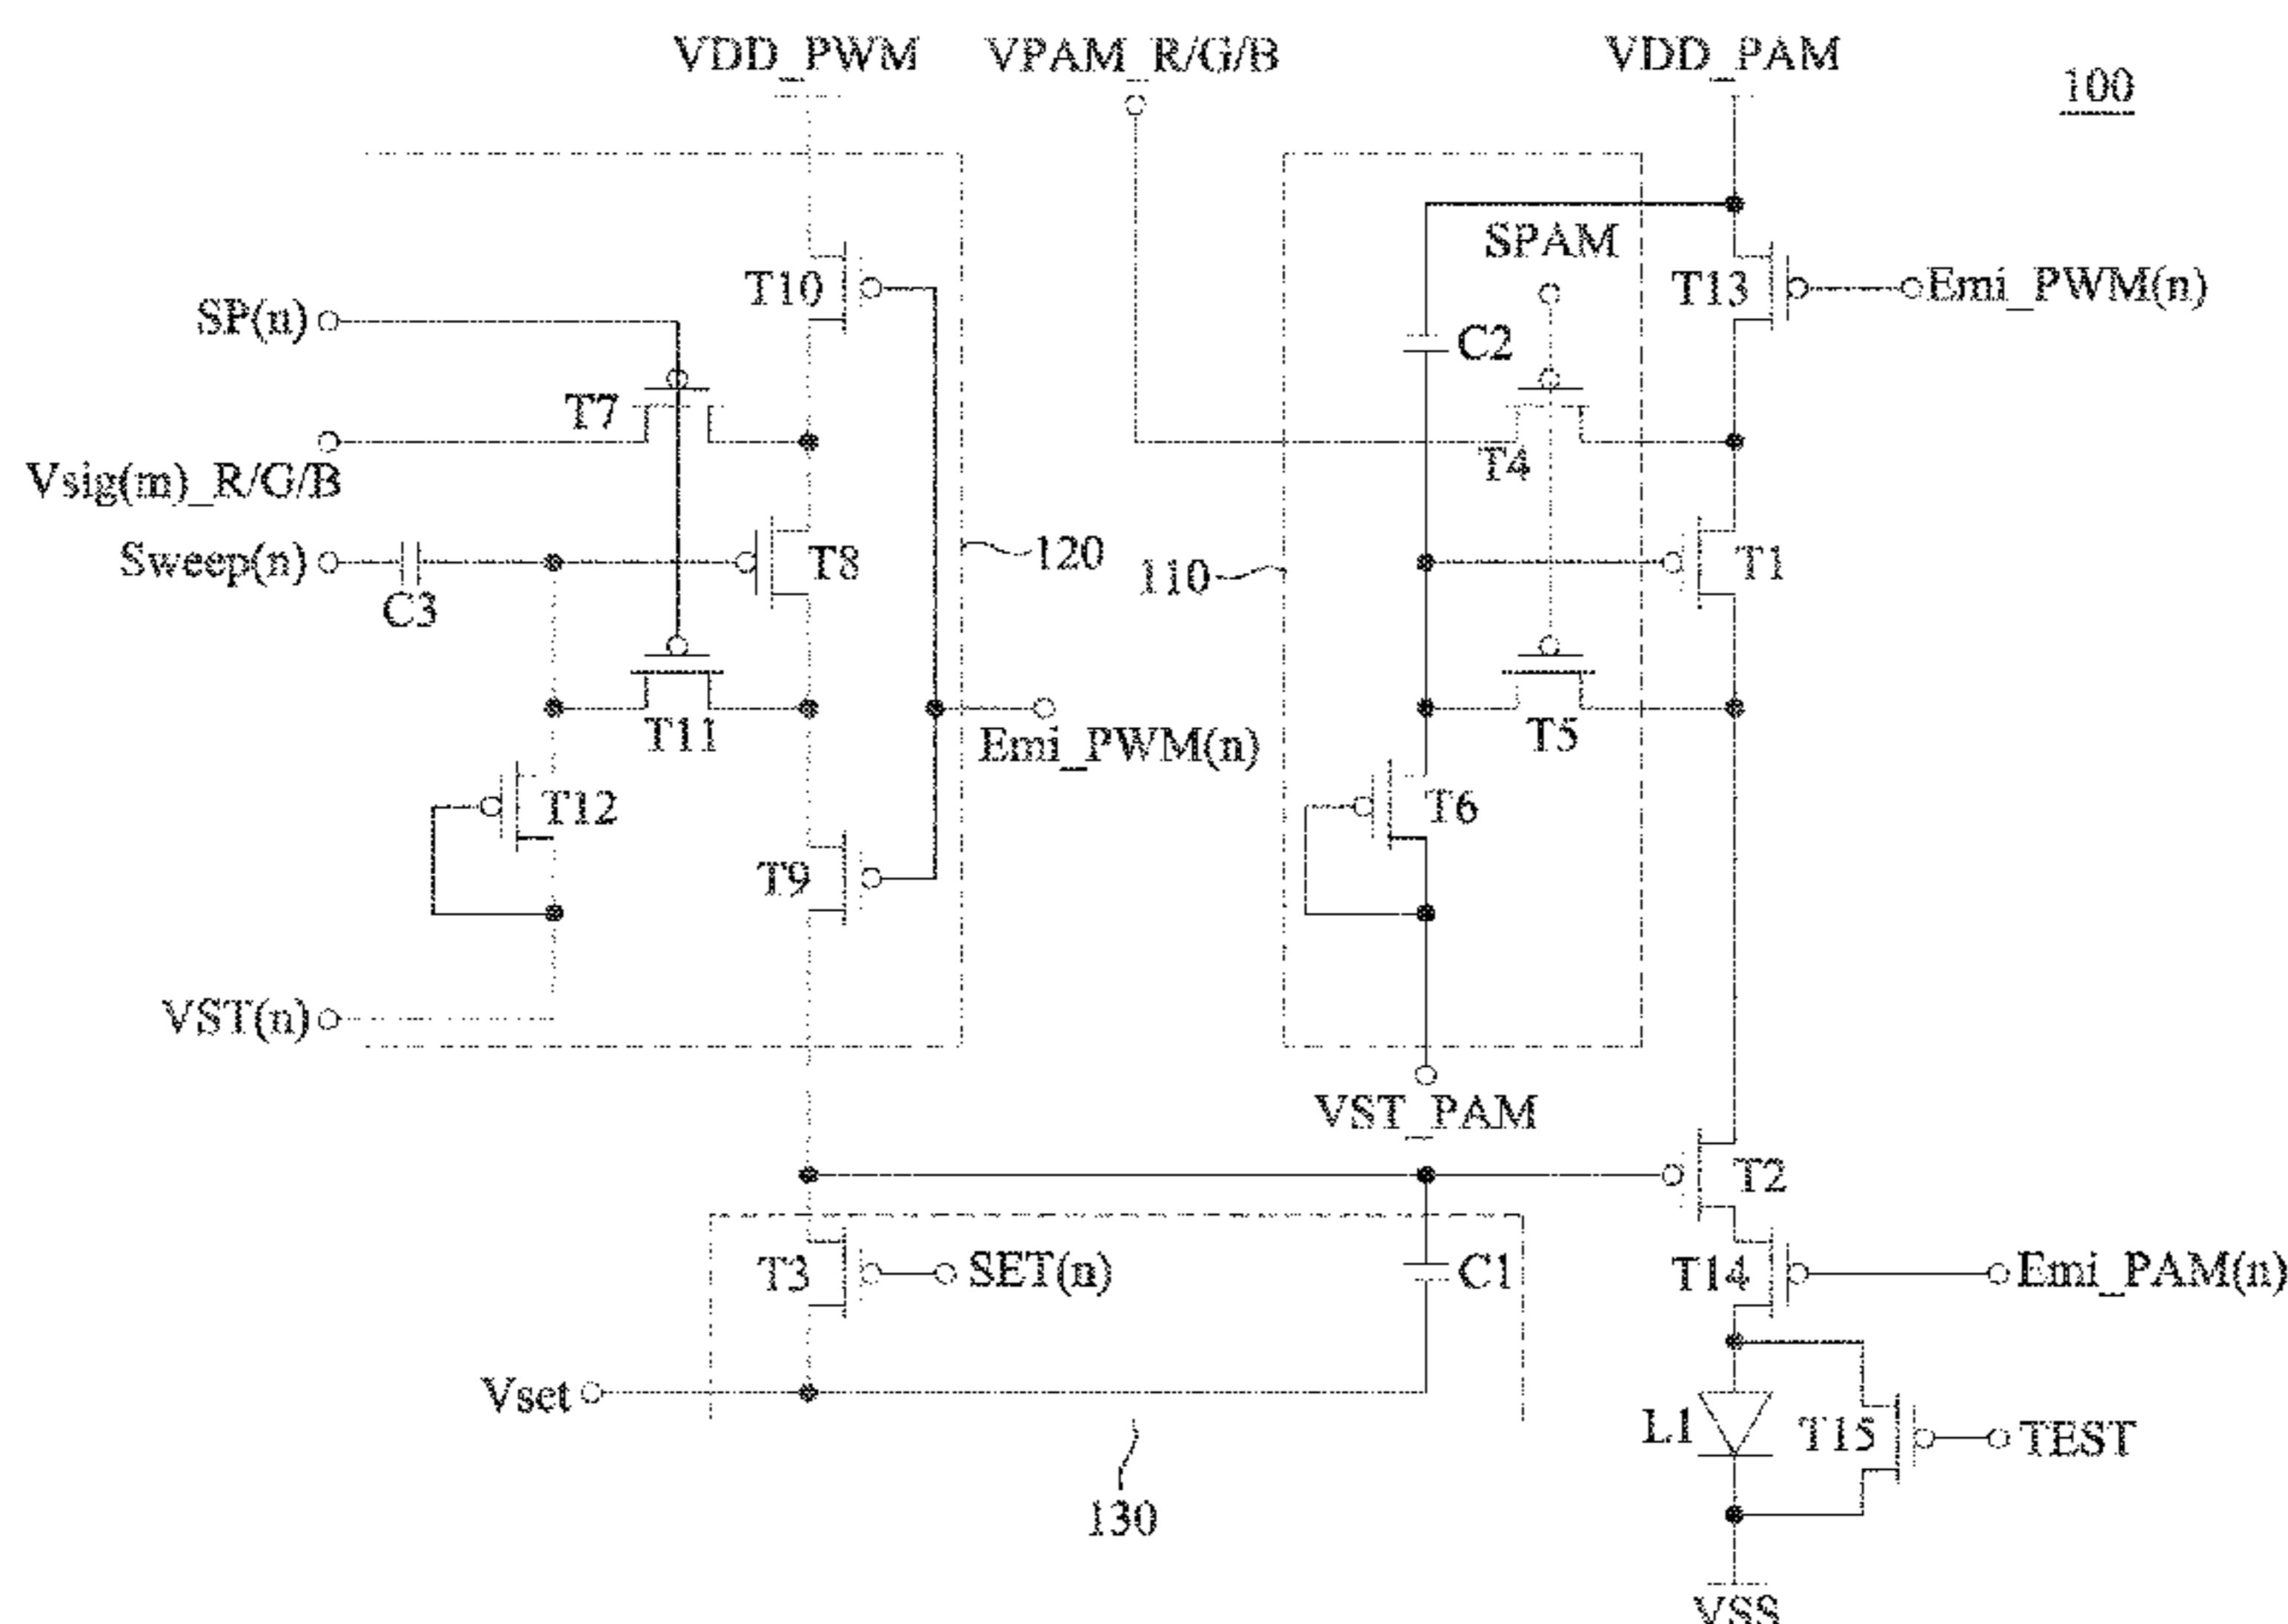 VDD_PWM
VPAM_R/G/B
VDD_PAM
100
SPAM
T10
T13
Emi_PWM(n)
SP(n)
C2
T7
T4
Vsig(m)_R/G/B
Sweep(n)
C3
T8
120
110
T1
T11
T5
Emi_PWM(n)
T12
T6
T9
VST(n)
VST_PAM
T2
T3
SET(n)
C1
T14
Emi_PAM(n)
Vset
L1
T15
TEST
130
VSS